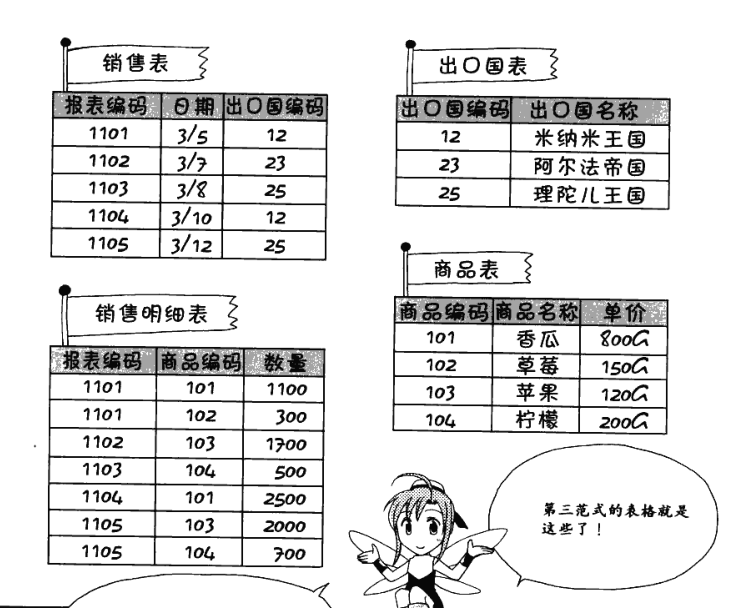 销售表
报表编码 日期 出口国编码
1101 3/5 12
1102 3/7 23
1103 3/8 25
1104 3/10 12
1105 3/12 25
出口国表
出口国编码 出口国名称
12 米纳米王国
23 阿尔法帝国
25 理陀儿王国
销售明细表
报表编码 商品编码 数量
1101 101 1100
1101 102 300
1102 103 1700
1103 104 500
1104 101 2500
1105 103 2000
1105 104 700
商品表
商品编码 商品名称 单价
101 香瓜 800G
102 草莓 150G
103 苹果 120G
104 柠檬 200G
第三范式的表格就是
这些了！